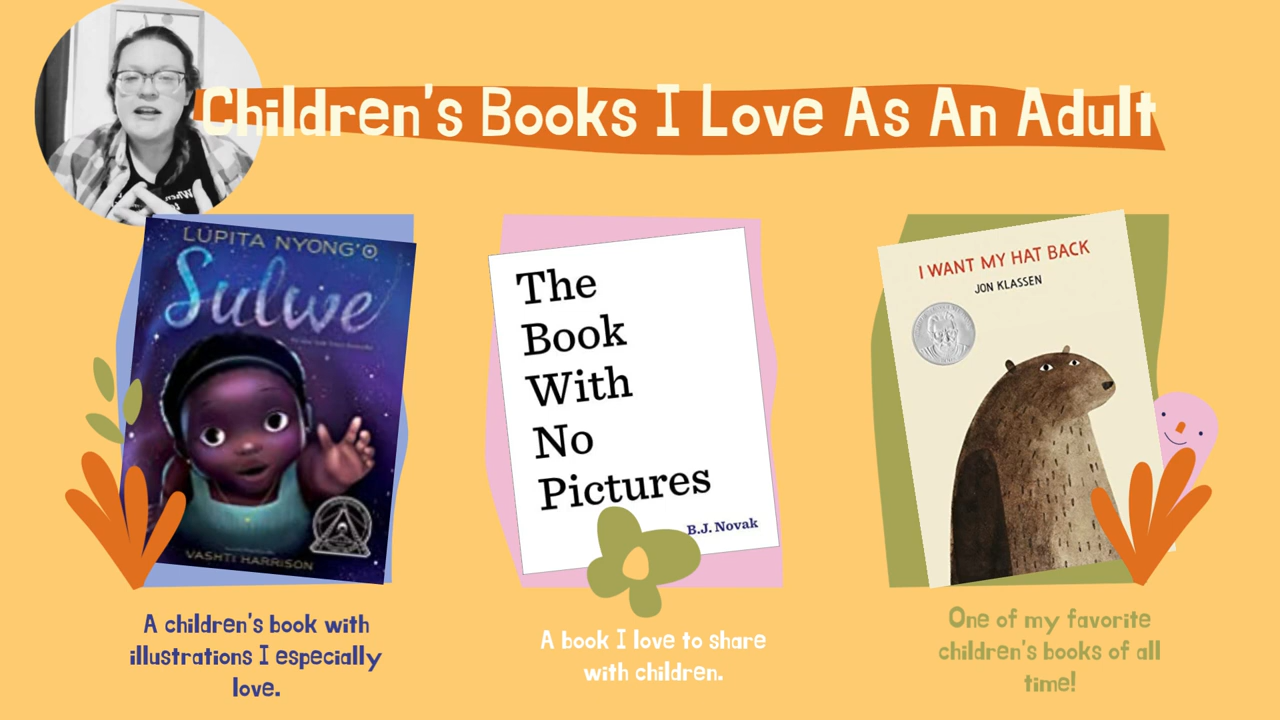 Children's Books I Love As An Adult
LUPITA NYONG'O
Sulwe
VASHTI HARRISON
A children's book with
illustrations I especially
love.
The
Book
With
No
Pictures
B.J. Novak
A book I love to share
with children.
I WANT MY HAT BACK
JON KLASSEN
One of my favorite
children's books of all
time!